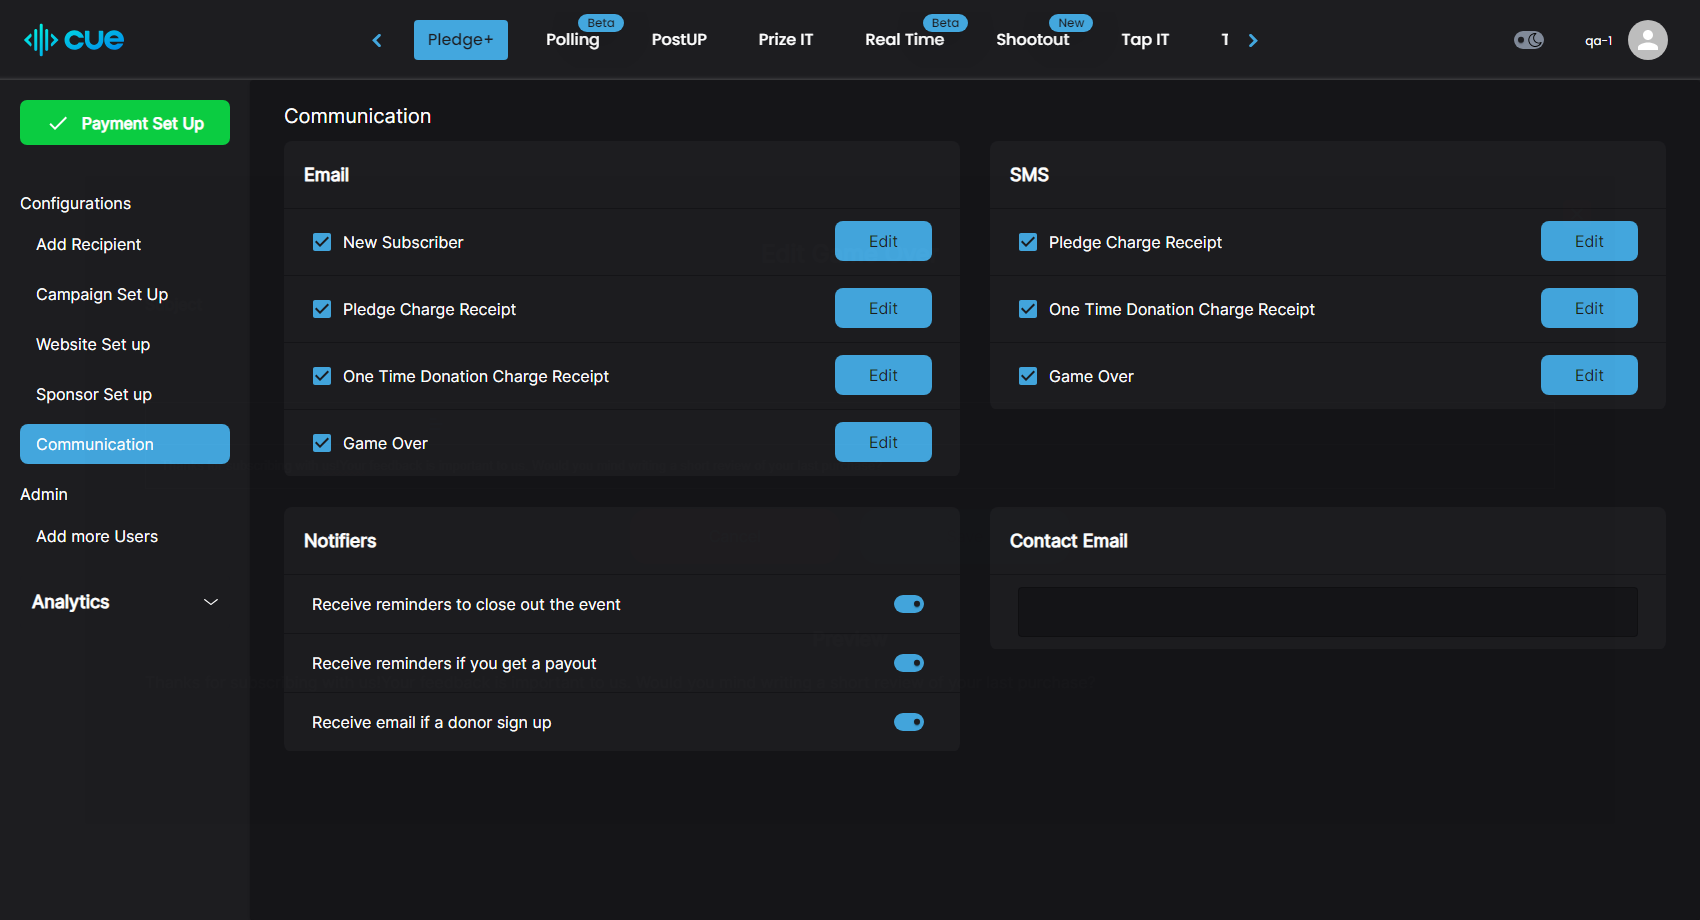 cue
Pledge+
Polling
Beta
PostUP
Prize IT
Real Time
Beta
Shootout
New
Tap IT
T
qa-1
Payment Set Up
Configurations
Add Recipient
Campaign Set Up
Website Set up
Sponsor Set up
Communication
Admin
Add more Users
Analytics
Communication
Email
New Subscriber
Edit
Pledge Charge Receipt
Edit
One Time Donation Charge Receipt
Edit
Game Over
Edit
SMS
Pledge Charge Receipt
Edit
One Time Donation Charge Receipt
Edit
Game Over
Edit
Notifiers
Receive reminders to close out the event
Receive reminders if you get a payout
Receive email if a donor sign up
Contact Email